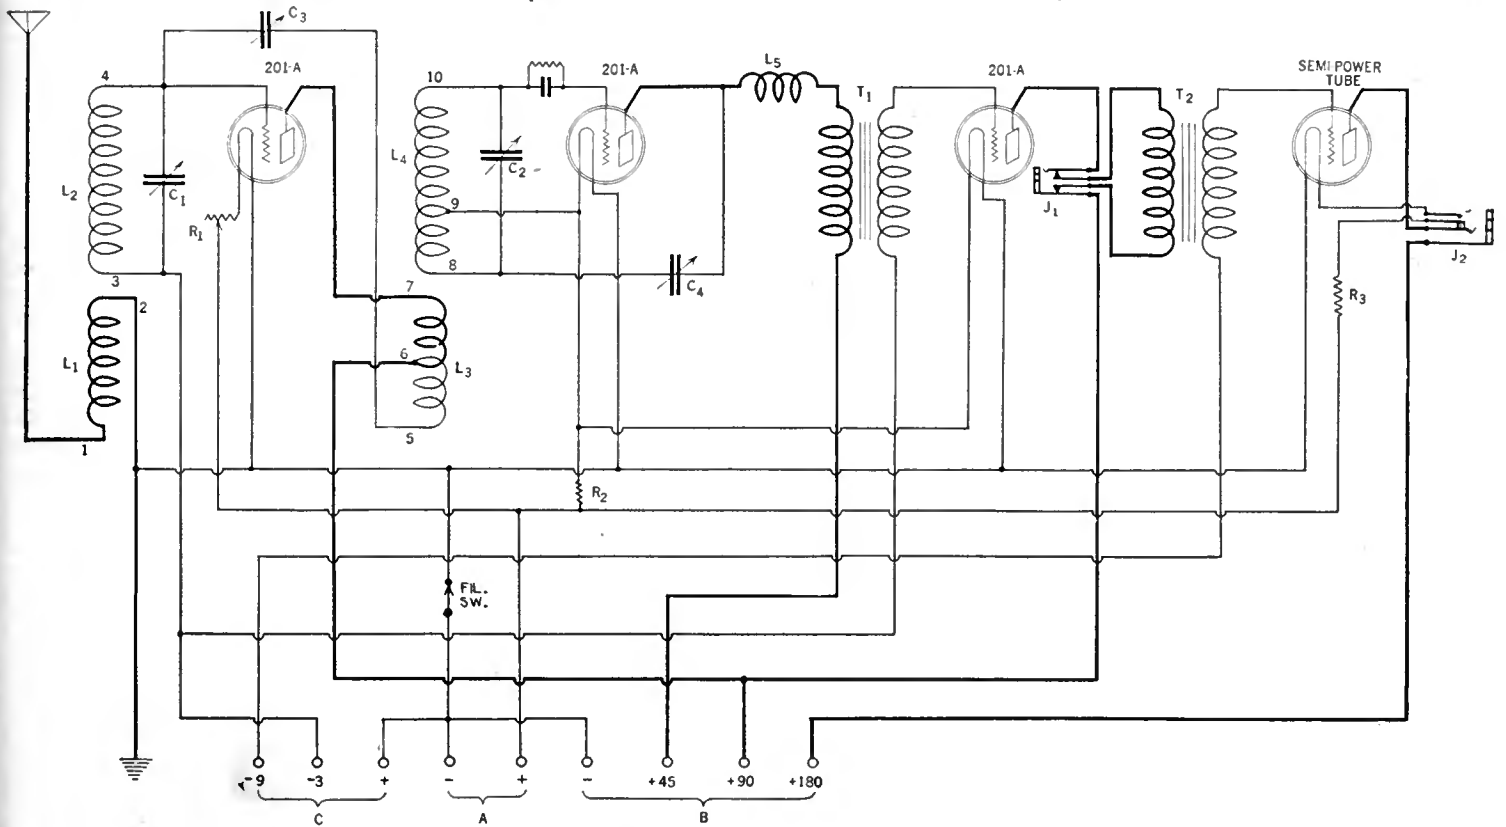 C3
201-A
201-A
L5
201-A
SEMI POWER
TUBE
4
10
T1
T2
L2
C1
L4
C2
9
R1
J1
8
C4
J2
3
2
7
R3
L1
6
L3
1
5
R2
FIL.
SW.
-9 -3 + - + - +45 +90 +180
C A B